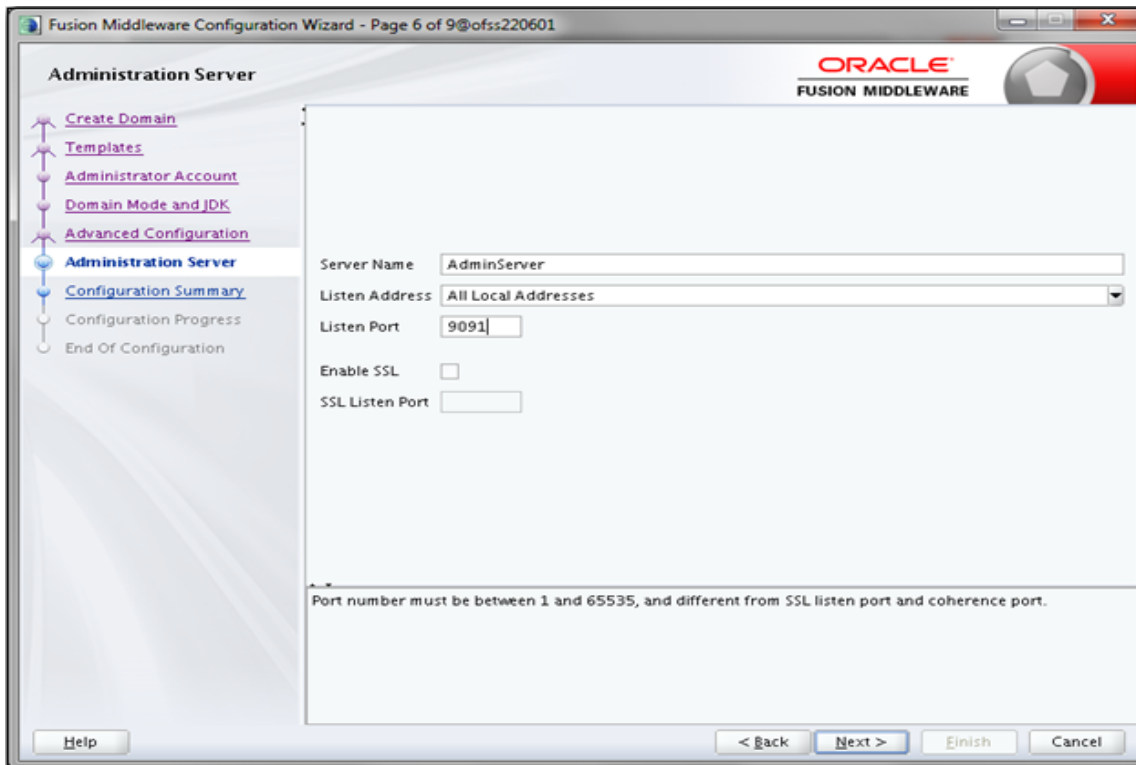 Fusion Middleware Configuration Wizard - Page 6 of 9@ofss220601
Administration Server
ORACLE
FUSION MIDDLEWARE
Create Domain
Templates
Administrator Account
Domain Mode and JDK
Advanced Configuration
Administration Server
Configuration Summary
Configuration Progress
End Of Configuration
Server Name AdminServer
Listen Address All Local Addresses
Listen Port 9091
Enable SSL
SSL Listen Port
Port number must be between 1 and 65535, and different from SSL listen port and coherence port.
Help < Back Next > Finish Cancel